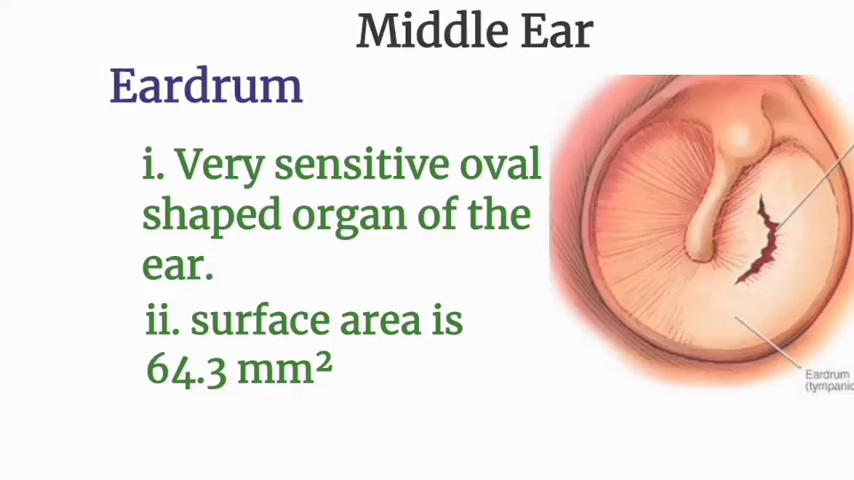 Middle Ear
Eardrum
i. Very sensitive oval
shaped organ of the
ear.
ii. surface area is
64.3 mm²
Eardrum
(tympanic